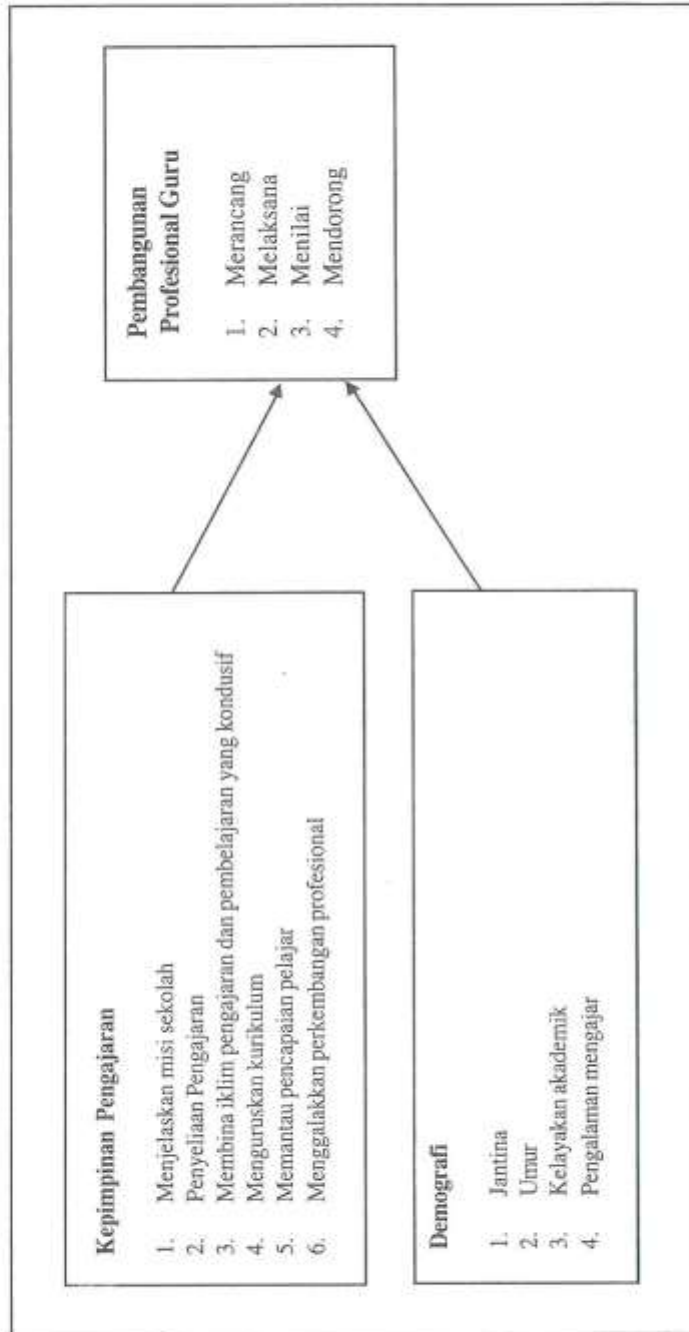 Kepimpinan Pengajaran
1. Menjelaskan misi sekolah
2. Penyeliaan Pengajaran
3. Membina iklim pengajaran dan pembelajaran yang kondusif
4. Menguruskan kurikulum
5. Memantau pencapaian pelajar
6. Menggalakkan perkembangan profesional
Demografi
1. Jantina
2. Umur
3. Kelayakan akademik
4. Pengalaman mengajar
Pembangunan
Profesional Guru
1. Merancang
2. Melaksana
3. Menilai
4. Mendorong